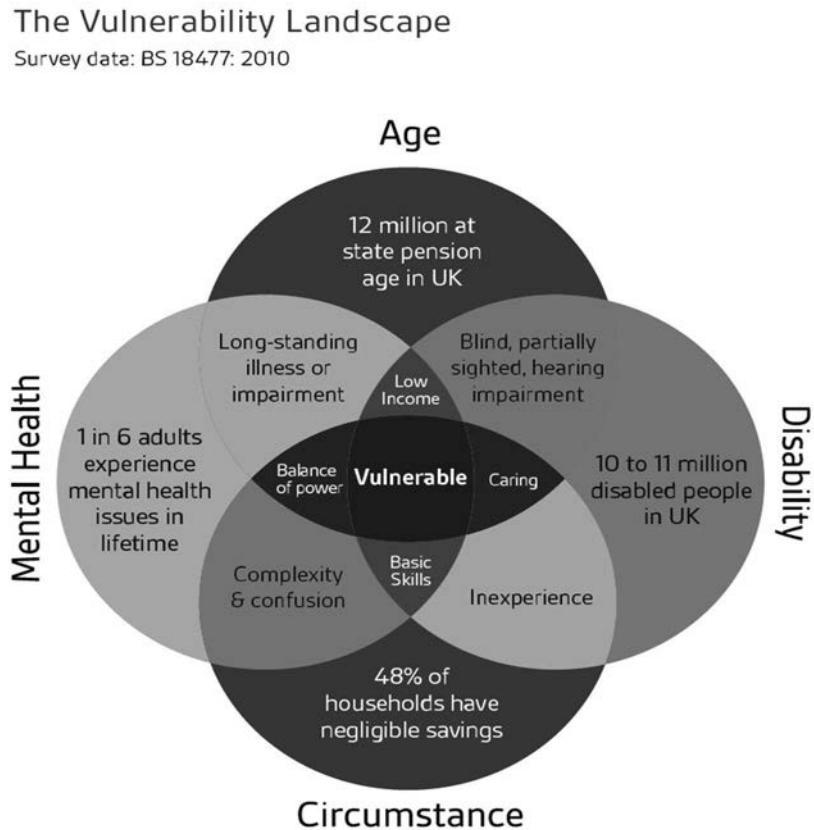 The Vulnerability Landscape
Survey data: BS 18477: 2010
Age
12 million at
state pension
age in UK
Long-standing
illness or
impairment
Blind, partially
sighted, hearing
impairment
Low
Income
Mental Health
1 in 6 adults
experience
mental health
issues in
lifetime
Balance
of power
Vulnerable
Caring
10 to 11 million
disabled people
in UK
Disability
Basic
Skills
Complexity
& confusion
Inexperience
48% of
households have
negligible savings
Circumstance